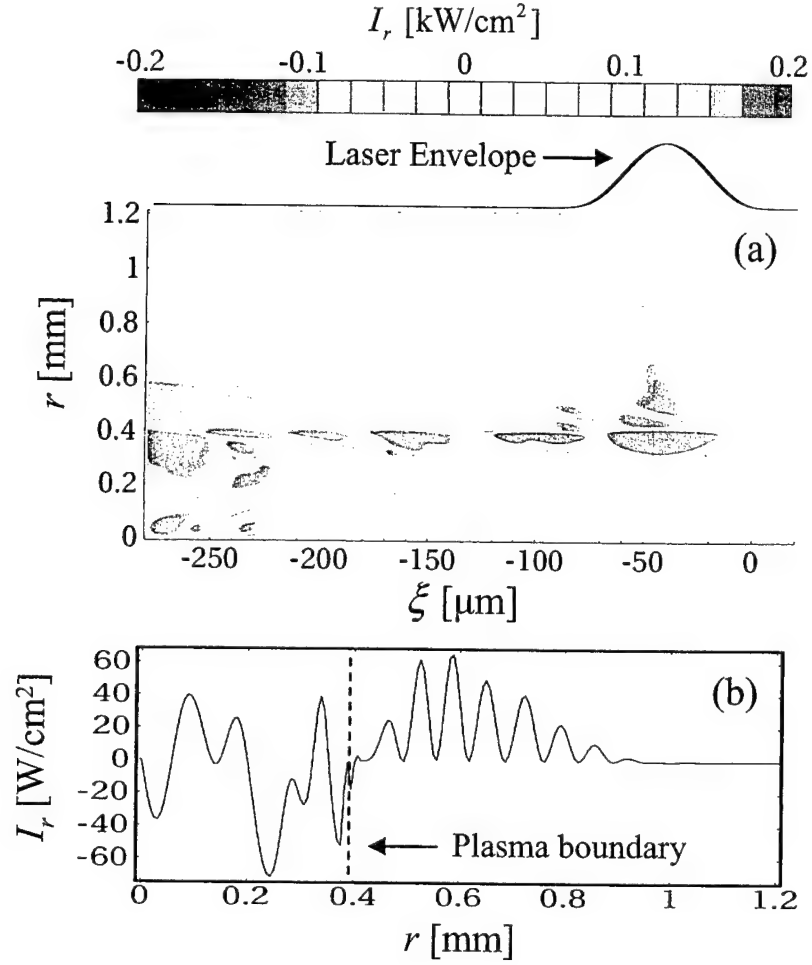 I_r [kW/cm²]
-0.2 -0.1 0 0.1 0.2
Laser Envelope
(a)
1.2
1
0.8
0.6
0.4
0.2
0
r [mm]
-250 -200 -150 -100 -50 0
ξ [μm]
(b)
60
40
20
0
-20
-40
-60
I_r [W/cm²]
Plasma boundary
0 0.2 0.4 0.6 0.8 1 1.2
r [mm]